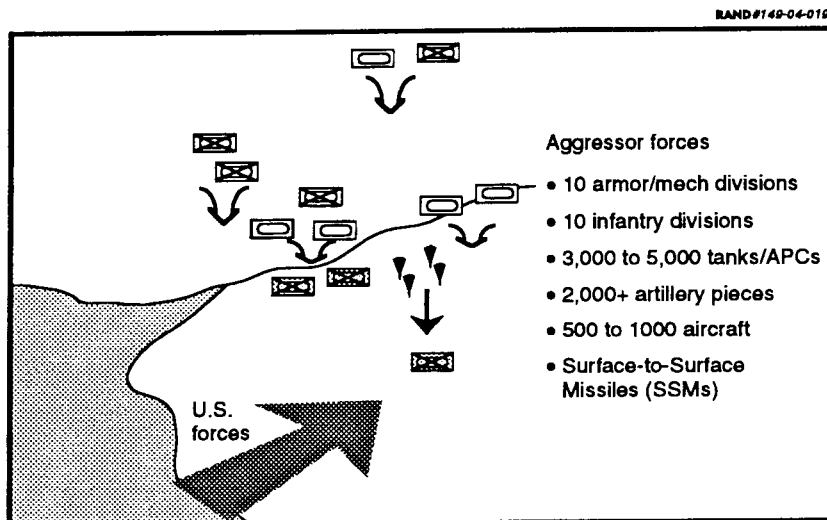 RAND#149-04-019
Aggressor forces
• 10 armor/mech divisions
• 10 infantry divisions
• 3,000 to 5,000 tanks/APCs
• 2,000+ artillery pieces
• 500 to 1000 aircraft
• Surface-to-Surface
Missiles (SSMs)
U.S.
forces